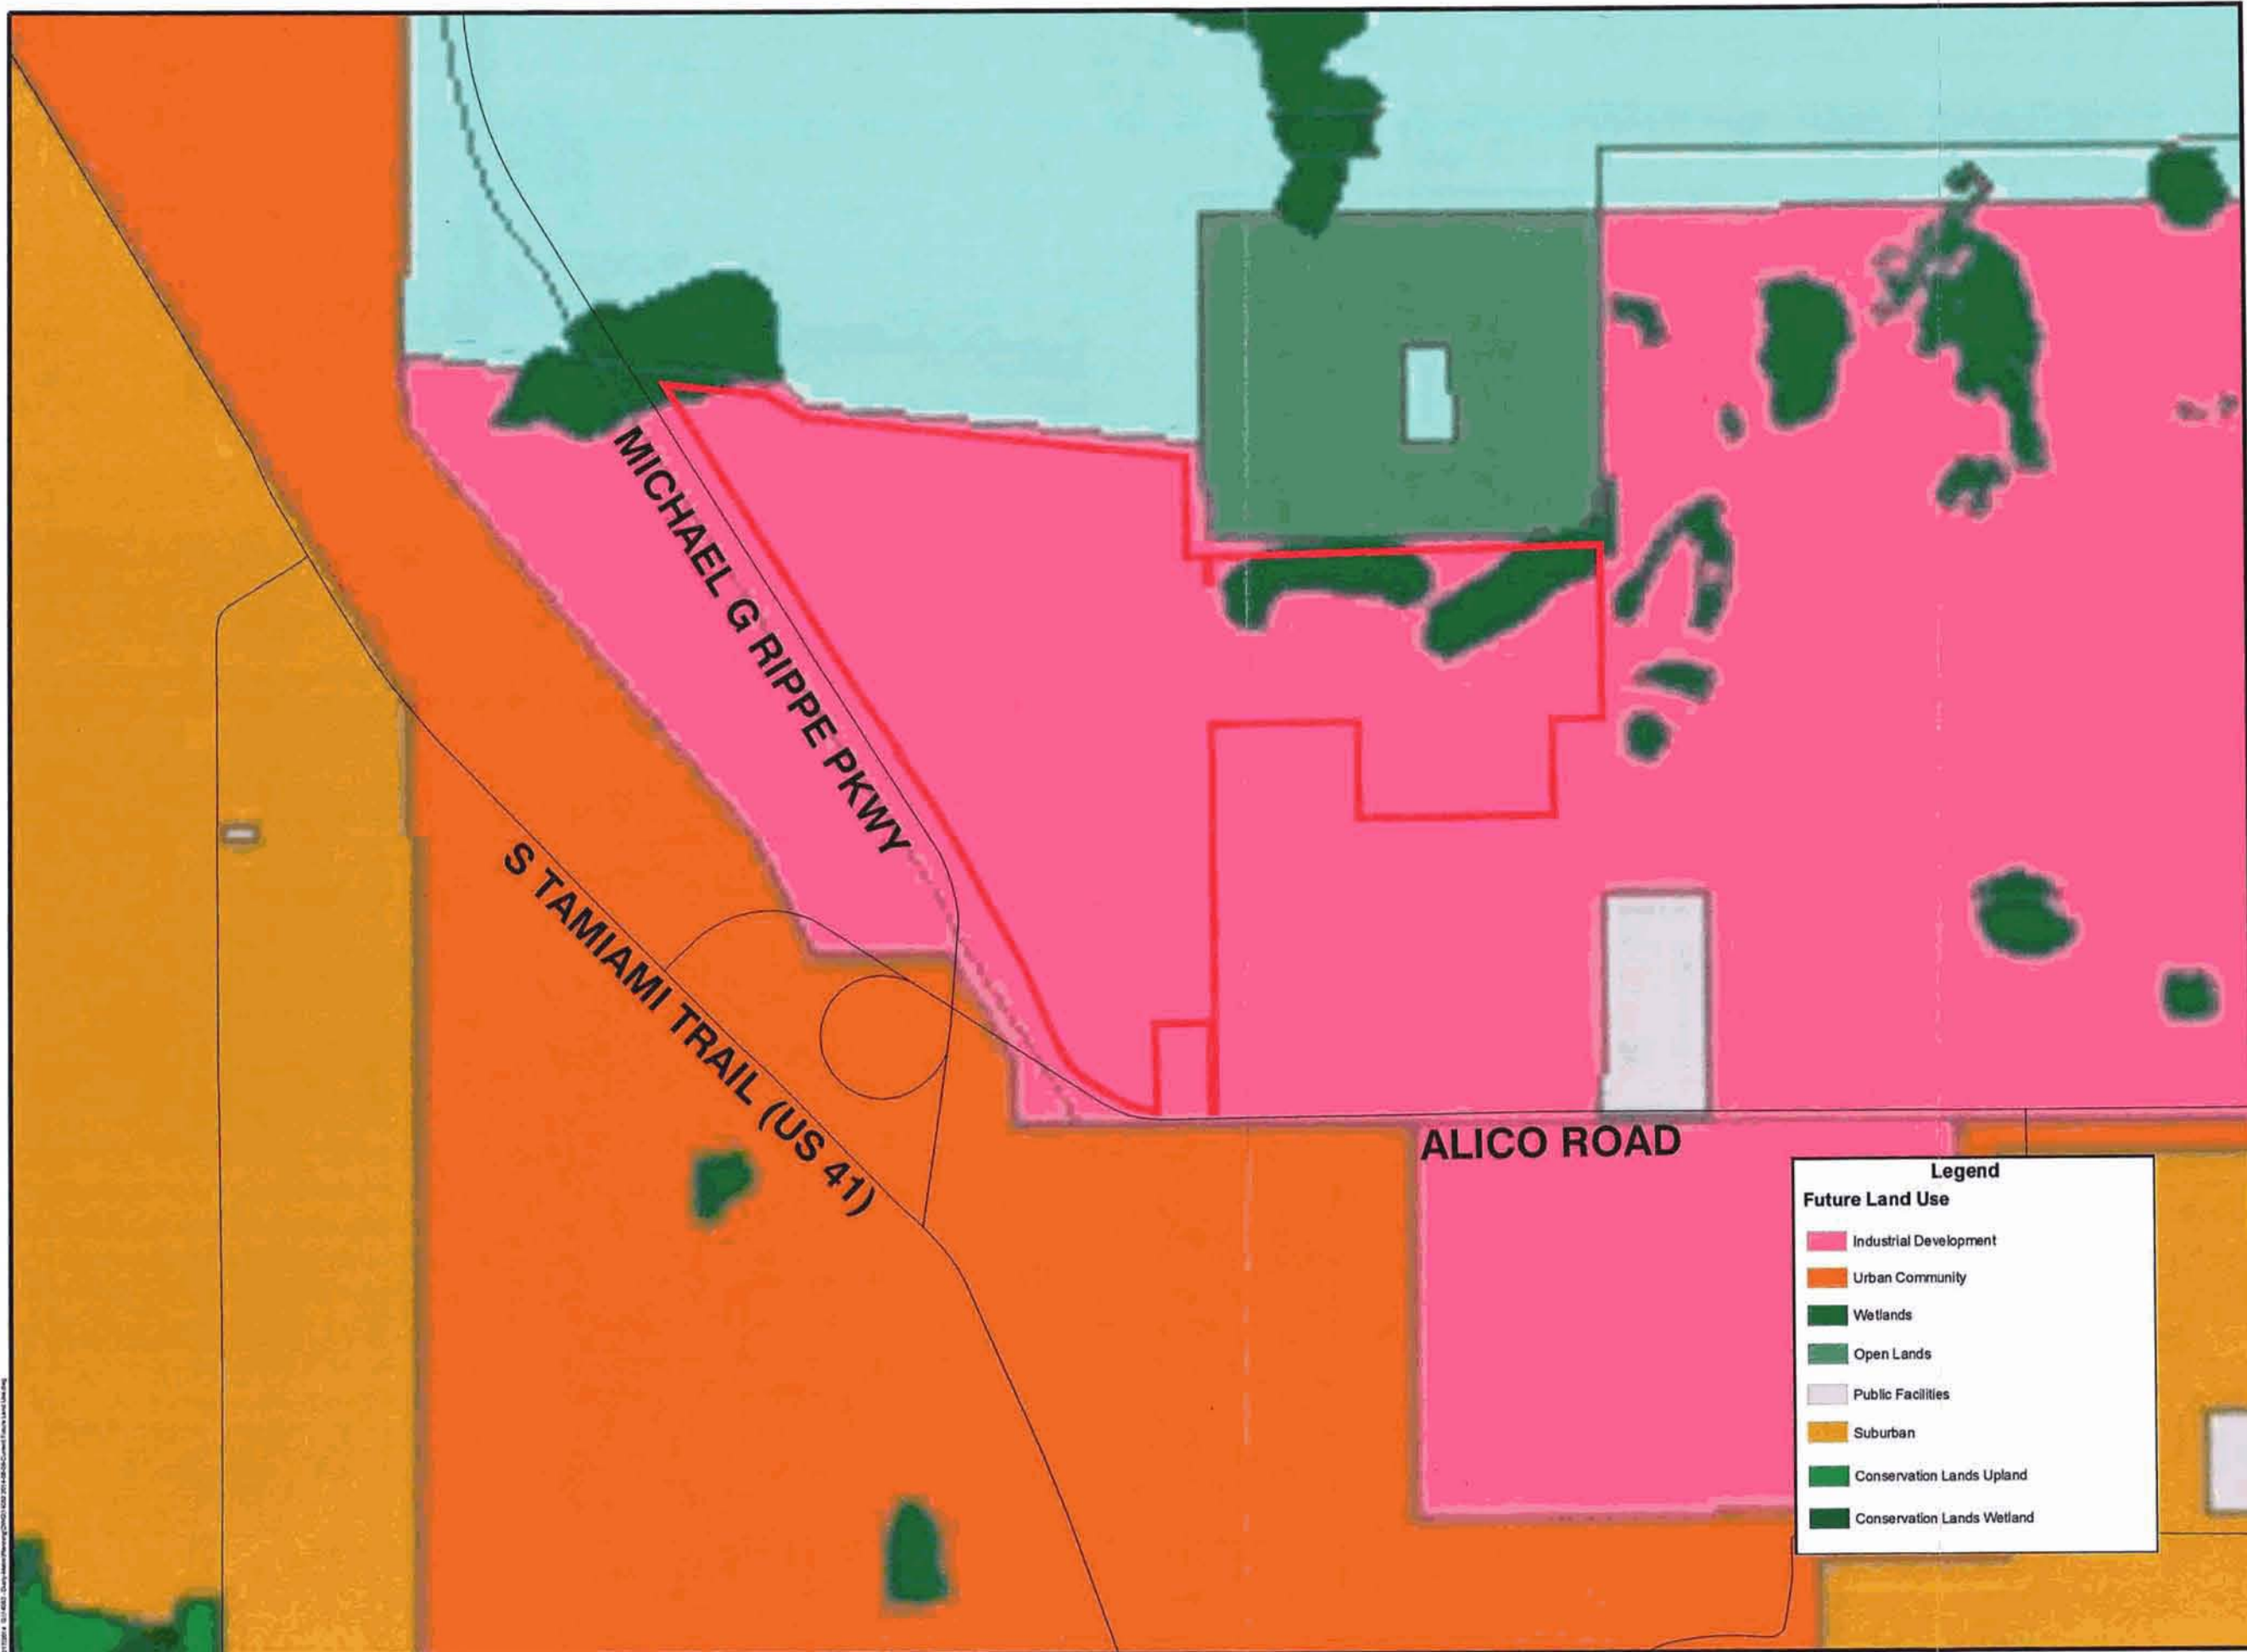 MICHAEL G RIPPE PKWY
S TAMIAMI TRAIL (US 41)
ALICO ROAD
Legend
Future Land Use
Industrial Development
Urban Community
Wetlands
Open Lands
Public Facilities
Suburban
Conservation Lands Upland
Conservation Lands Wetland